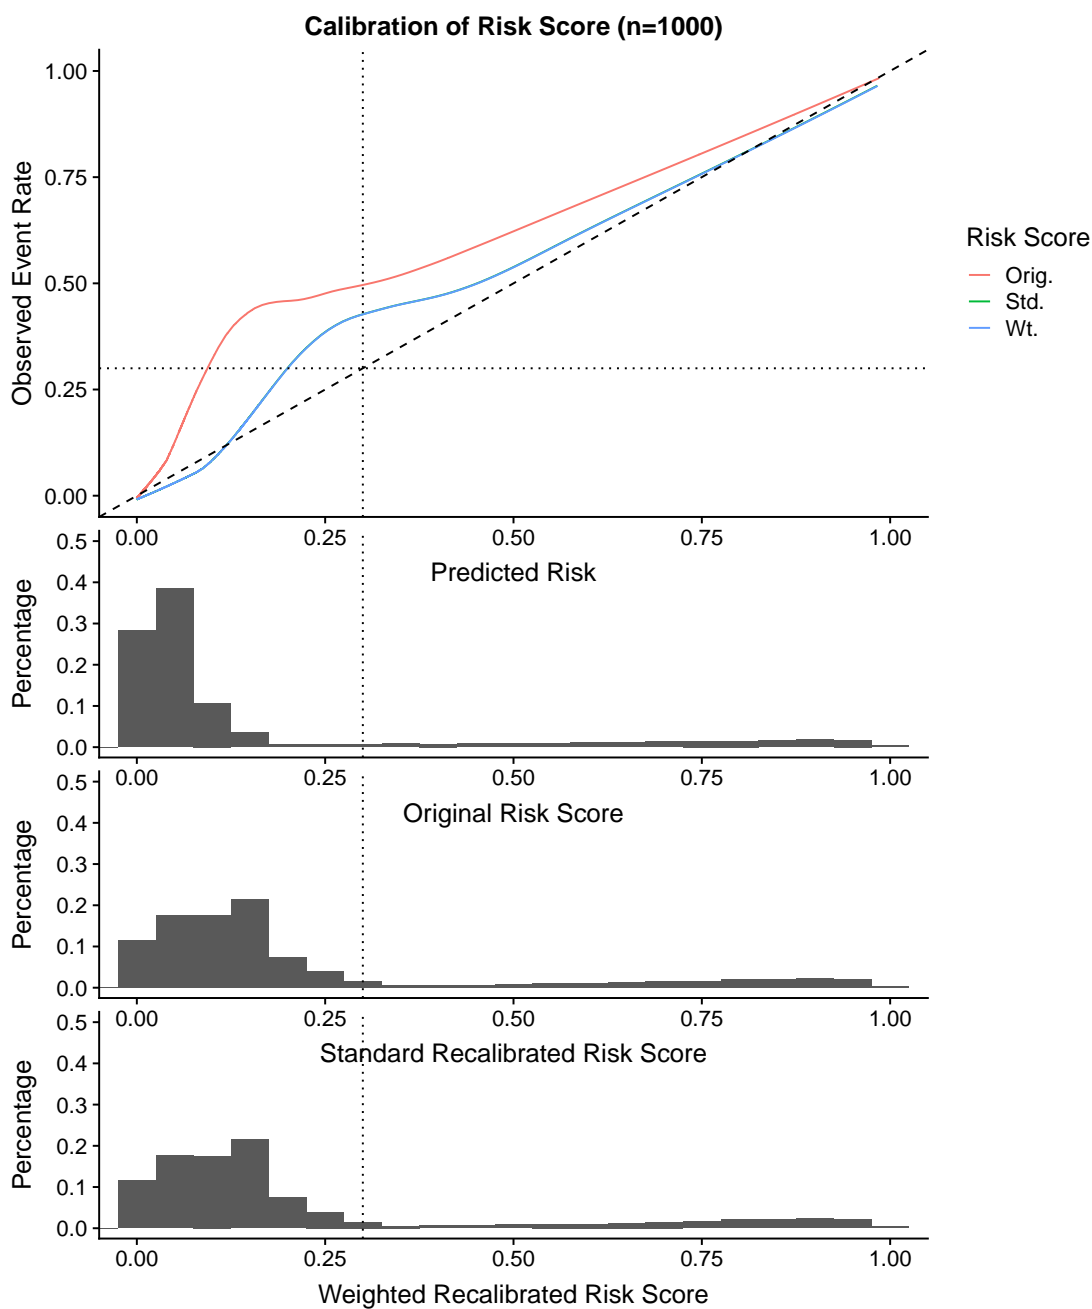 Calibration of Risk Score (n=1000)
Observed Event Rate
1.00
0.75
0.50
0.25
0.00
0.00 0.25 0.50 0.75 1.00
Predicted Risk
Risk Score
Orig.
Std.
Wt.
Percentage
0.5
0.4
0.3
0.2
0.1
0.0
0.00 0.25 0.50 0.75 1.00
Original Risk Score
Percentage
0.5
0.4
0.3
0.2
0.1
0.0
0.00 0.25 0.50 0.75 1.00
Standard Recalibrated Risk Score
Percentage
0.5
0.4
0.3
0.2
0.1
0.0
0.00 0.25 0.50 0.75 1.00
Weighted Recalibrated Risk Score